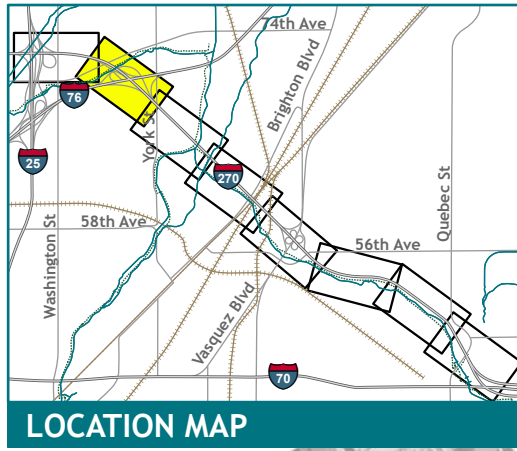 74th Ave
Brighton Blvd
76
York St
25
270
Quebec St
58th Ave
56th Ave
Washington St
Vasquez Blvd
70
LOCATION MAP